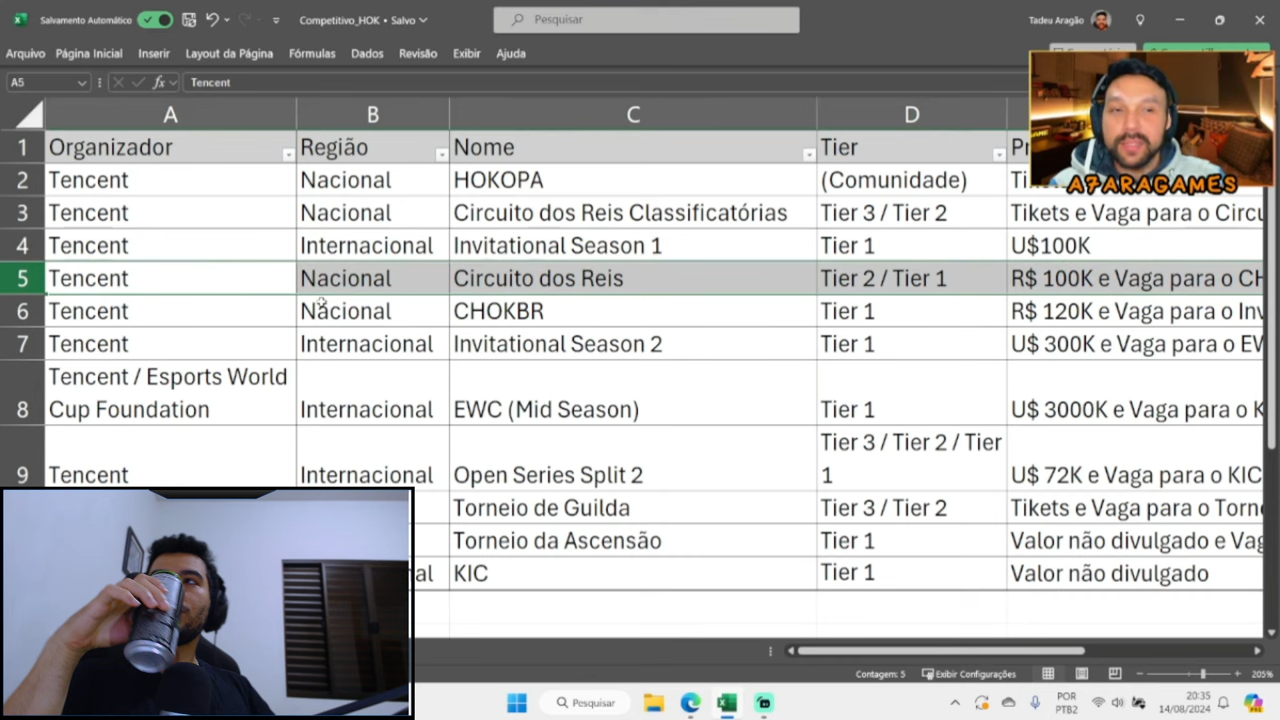 Salvamento Automático
Competitivo_HOK • Salvo
Pesquisar
Tadeu Aragão
Arquivo Página Inicial Inserir Layout da Página Fórmulas Dados Revisão Exibir Ajuda
A5 fx Tencent
A B C D
1 Organizador Região Nome Tier
2 Tencent Nacional HOKOPA (Comunidade)
3 Tencent Nacional Circuito dos Reis Classificatórias Tier 3 / Tier 2 Tikets e Vaga para o Circu
4 Tencent Internacional Invitational Season 1 Tier 1 U$100K
5 Tencent Nacional Circuito dos Reis Tier 2 / Tier 1 R$ 100K e Vaga para o CH
6 Tencent Nacional CHOKBR Tier 1 R$ 120K e Vaga para o Inv
7 Tencent Internacional Invitational Season 2 Tier 1 U$ 300K e Vaga para o EW
Tencent / Esports World
8 Cup Foundation Internacional EWC (Mid Season) Tier 1 U$ 3000K e Vaga para o K
Tier 3 / Tier 2 / Tier
9 Tencent Internacional Open Series Split 2 1 U$ 72K e Vaga para o KIC
Torneio de Guilda Tier 3 / Tier 2 Tikets e Vaga para o Torne
Torneio da Ascensão Tier 1 Valor não divulgado e Vag
al KIC Tier 1 Valor não divulgado
A7ARAGAMES
Contagem: 5 Exibir Configurações 205%
Pesquisar
POR
PTB2
20:35
14/08/2024